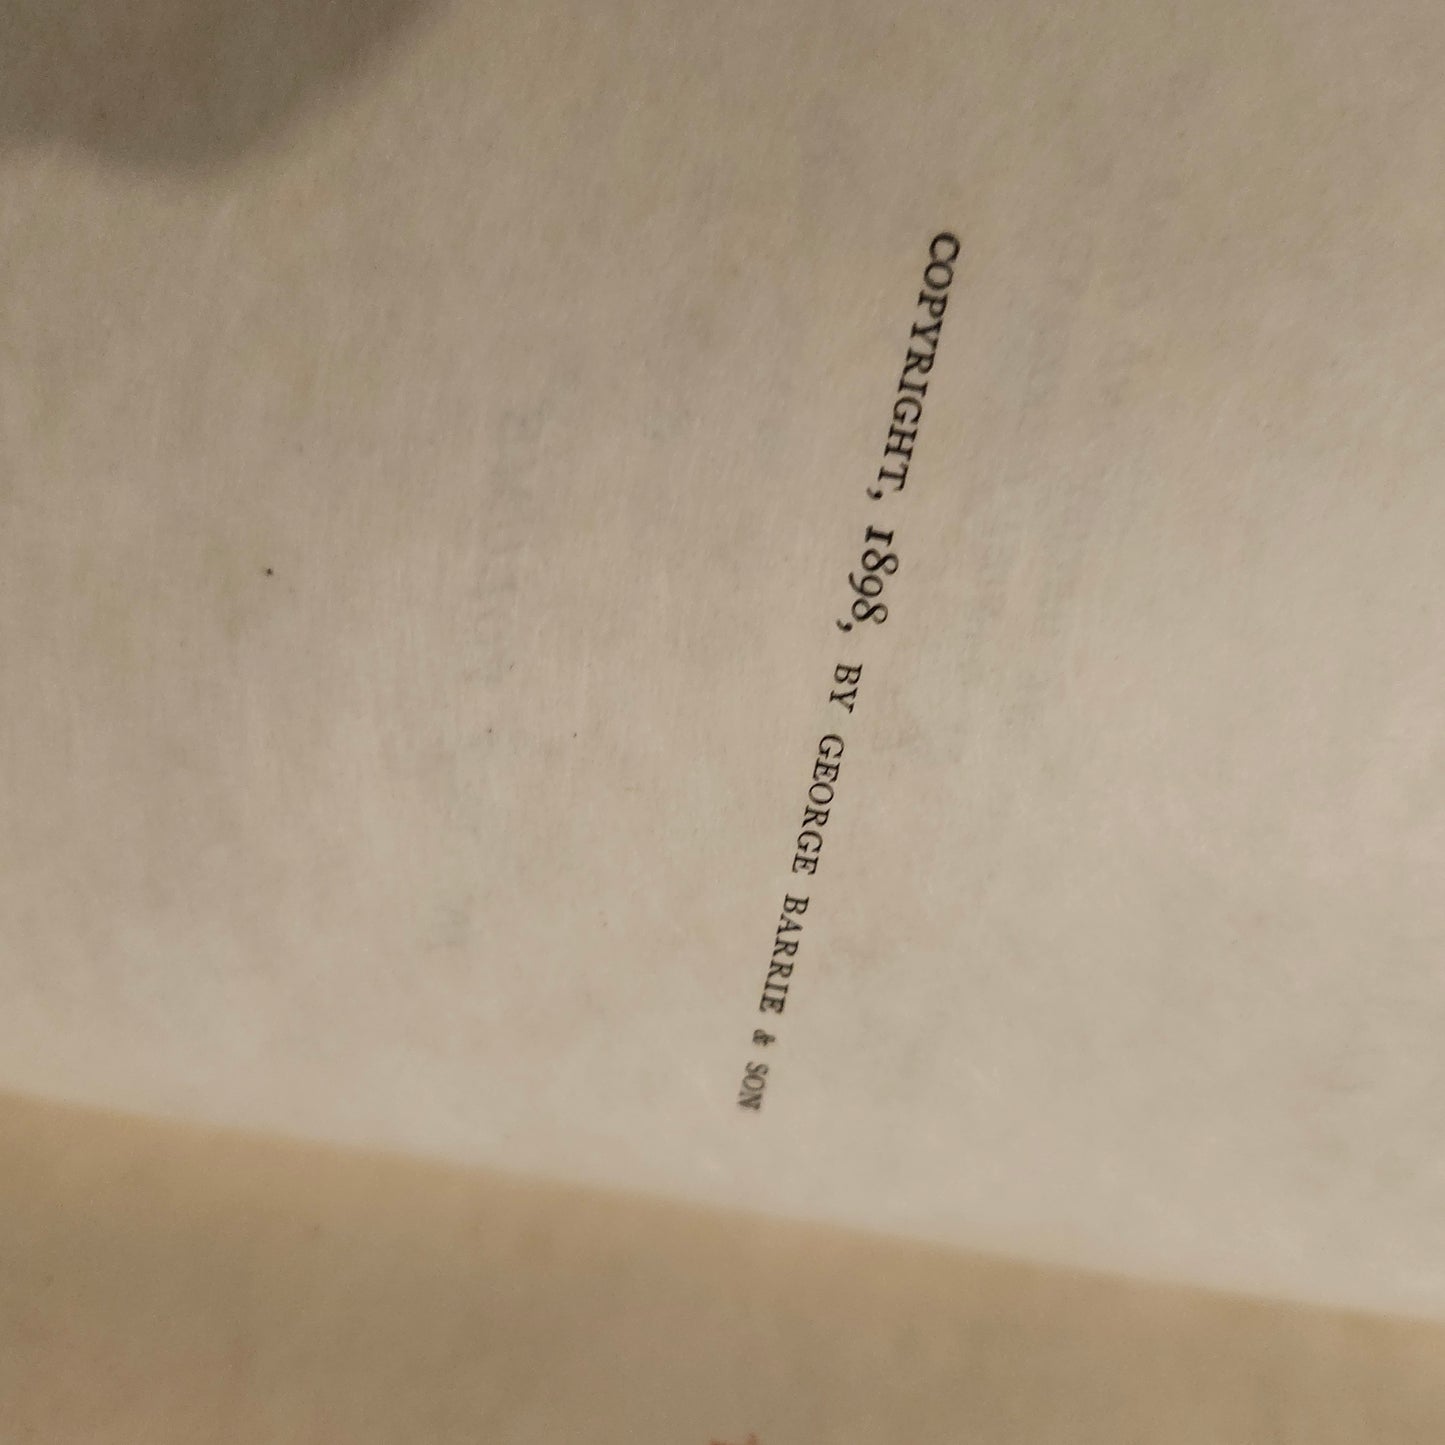 COPYRIGHT, 1898, BY GEORGE BARRIE & SON